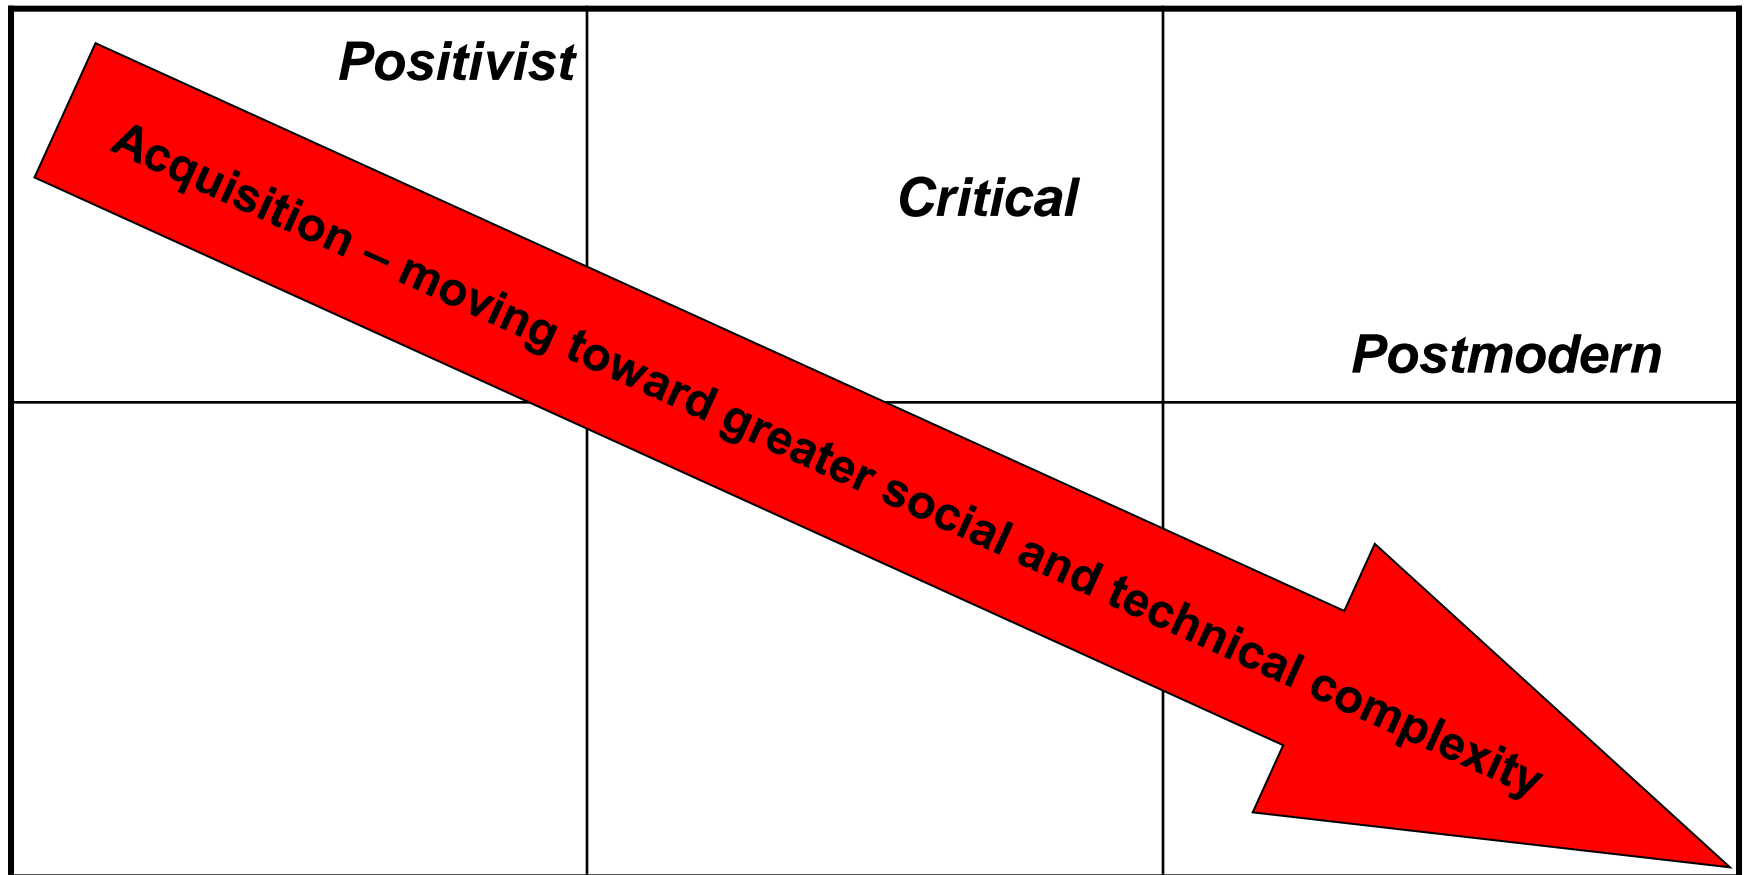 Positivist
Critical
Postmodern
Acquisition – moving toward greater social and technical complexity